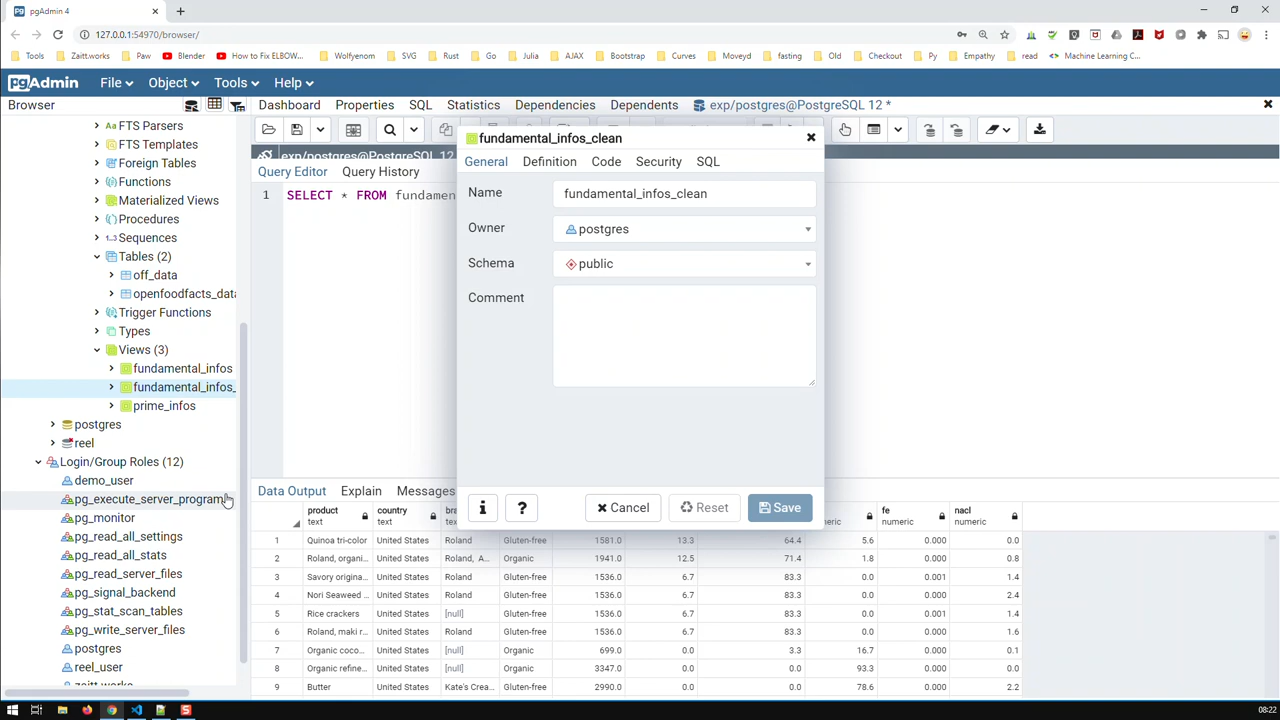 pgAdmin 4
127.0.0.1:54970/browser/
Tools Zaitt.works Paw Blender How to Fix ELBOW... Wolfyenom SVG Rust Go Julia AJAX Bootstrap Curves Moveyd fasting Old Checkout Py Empathy read Machine Learning C...
pgAdmin File Object Tools Help
Browser
Dashboard Properties SQL Statistics Dependencies Dependents exp/postgres@PostgreSQL 12 *
FTS Parsers
FTS Templates
Foreign Tables
Functions
Materialized Views
Procedures
Sequences
Tables (2)
off_data
openfoodfacts_data
Trigger Functions
Types
Views (3)
fundamental_infos
fundamental_infos_
prime_infos
postgres
reel
Login/Group Roles (12)
demo_user
pg_execute_server_program
pg_monitor
pg_read_all_settings
pg_read_all_stats
pg_read_server_files
pg_signal_backend
pg_stat_scan_tables
pg_write_server_files
postgres
reel_user
zaitt.works
exp/postgres@PostgreSQL 12
Query Editor Query History
1 SELECT * FROM fundamen
fundamental_infos_clean
General Definition Code Security SQL
Name fundamental_infos_clean
Owner postgres
Schema public
Comment
i ? Cancel Reset Save
Data Output Explain Messages
product text country text bra text numeric fe numeric nacl numeric
1 Quinoa tri-color United States Roland Gluten-free 1581.0 13.3 64.4 5.6 0.000 0.0
2 Roland, organi... United States Roland, A... Organic 1941.0 12.5 71.4 1.8 0.000 0.8
3 Savory origina... United States Roland Gluten-free 1536.0 6.7 83.3 0.0 0.001 1.4
4 Nori Seaweed ... United States Roland Gluten-free 1536.0 6.7 83.3 0.0 0.000 2.4
5 Rice crackers United States [null] Gluten-free 1536.0 6.7 83.3 0.0 0.001 1.4
6 Roland, maki r... United States Roland Gluten-free 1536.0 6.7 83.3 0.0 0.000 1.6
7 Organic coco... United States [null] Organic 699.0 0.0 3.3 16.7 0.000 0.1
8 Organic refine... United States [null] Organic 3347.0 0.0 0.0 93.3 0.000 0.0
9 Butter United States Kate's Crea... Gluten-free 2990.0 0.0 0.0 78.6 0.000 2.2
08:22